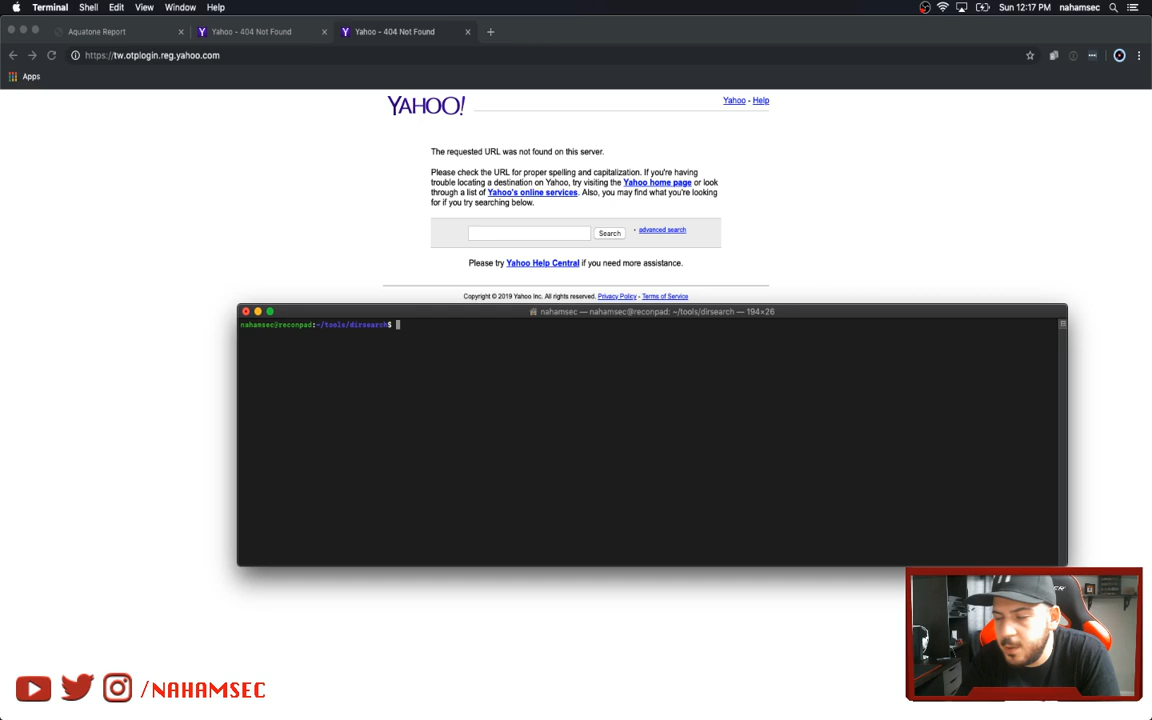 Terminal Shell Edit View Window Help Sun 12:17 PM nahamsec
Aquatone Report Yahoo - 404 Not Found Yahoo - 404 Not Found
https://tw.otplogin.reg.yahoo.com
Apps
YAHOO! Yahoo - Help
The requested URL was not found on this server.
Please check the URL for proper spelling and capitalization. If you're having
trouble locating a destination on Yahoo, try visiting the Yahoo home page or look
through a list of Yahoo's online services. Also, you may find what you're looking
for if you try searching below.
Search • advanced search
Please try Yahoo Help Central if you need more assistance.
Copyright © 2019 Yahoo Inc. All rights reserved. Privacy Policy - Terms of Service
nahamsec — nahamsec@reconpad: ~/tools/dirsearch — 194×26
nahamsec@reconpad:~/tools/dirsearch$
/NAHAMSEC